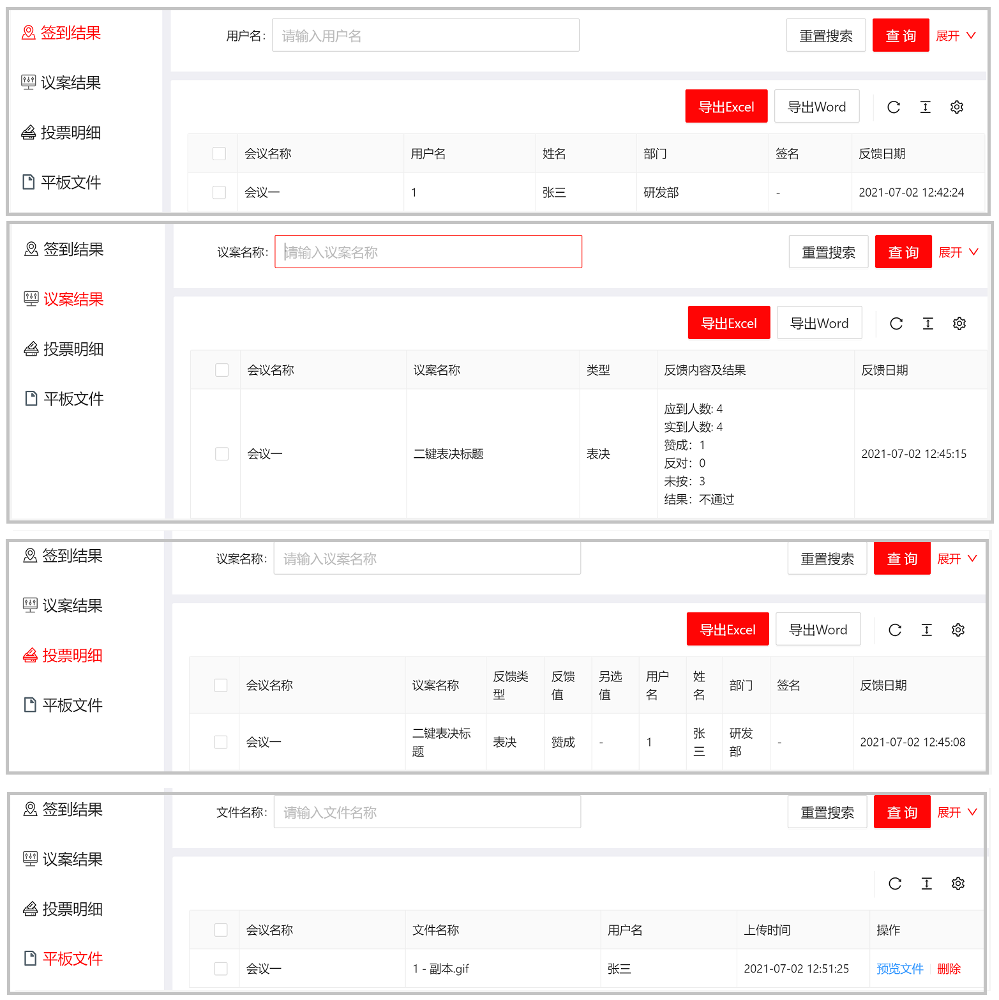 签到结果
议案结果
投票明细
平板文件
用户名： 请输入用户名 重置搜索 查 询 展开
导出Excel 导出Word
会议名称 用户名 姓名 部门 签名 反馈日期
会议一 1 张三 研发部 - 2021-07-02 12:42:24
签到结果
议案结果
投票明细
平板文件
议案名称： 请输入议案名称 重置搜索 查 询 展开
导出Excel 导出Word
会议名称 议案名称 类型 反馈内容及结果 反馈日期
会议一 二键表决标题 表决
应到人数: 4
实到人数: 4
赞成：1
反对：0
未按：3
结果：不通过
2021-07-02 12:45:15
签到结果
议案结果
投票明细
平板文件
议案名称： 请输入议案名称 重置搜索 查 询 展开
导出Excel 导出Word
会议名称 议案名称 反馈类型 反馈值 另选值 用户名 姓名 部门 签名 反馈日期
会议一 二键表决标题 表决 赞成 - 1 张三 研发部 - 2021-07-02 12:45:08
签到结果
议案结果
投票明细
平板文件
文件名称： 请输入文件名称 重置搜索 查 询 展开
会议名称 文件名称 用户名 上传时间 操作
会议一 1 - 副本.gif 张三 2021-07-02 12:51:25 预览文件 删除